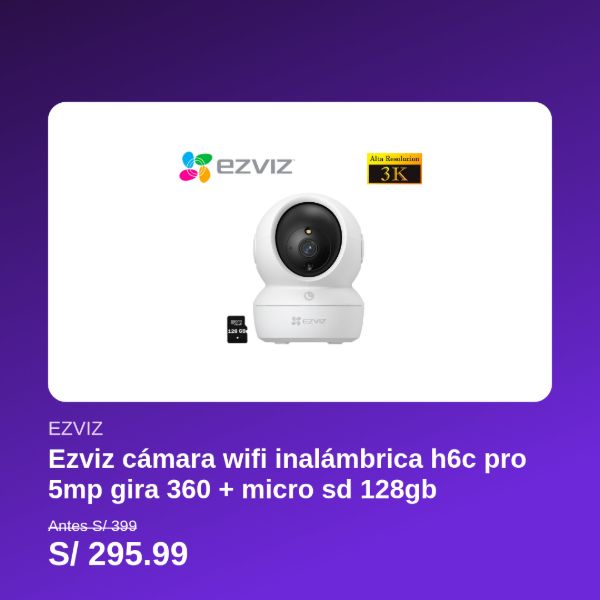 ezviz
Alta Resolucion
3K
128 GB
EZVIZ
EZVIZ
Ezviz cámara wifi inalámbrica h6c pro
5mp gira 360 + micro sd 128gb
Antes S/ 399
S/ 295.99